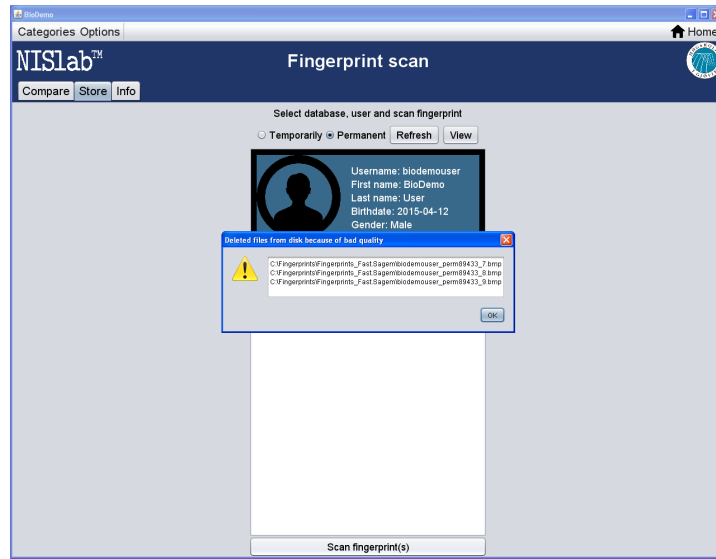 BioDemo
Categories Options
Home
NISlab™
Fingerprint scan
Compare Store Info
Select database, user and scan fingerprint
Temporarily Permanent Refresh View
Username: biodemouser
First name: BioDemo
Last name: User
Birthdate: 2015-04-12
Gender: Male
Deleted files from disk because of bad quality
C:\Fingerprints\Fingerprints_Fast.Sagem\biodemouser_perm89433_7.bmp
C:\Fingerprints\Fingerprints_Fast.Sagem\biodemouser_perm89433_8.bmp
C:\Fingerprints\Fingerprints_Fast.Sagem\biodemouser_perm89433_9.bmp
OK
Scan fingerprint(s)